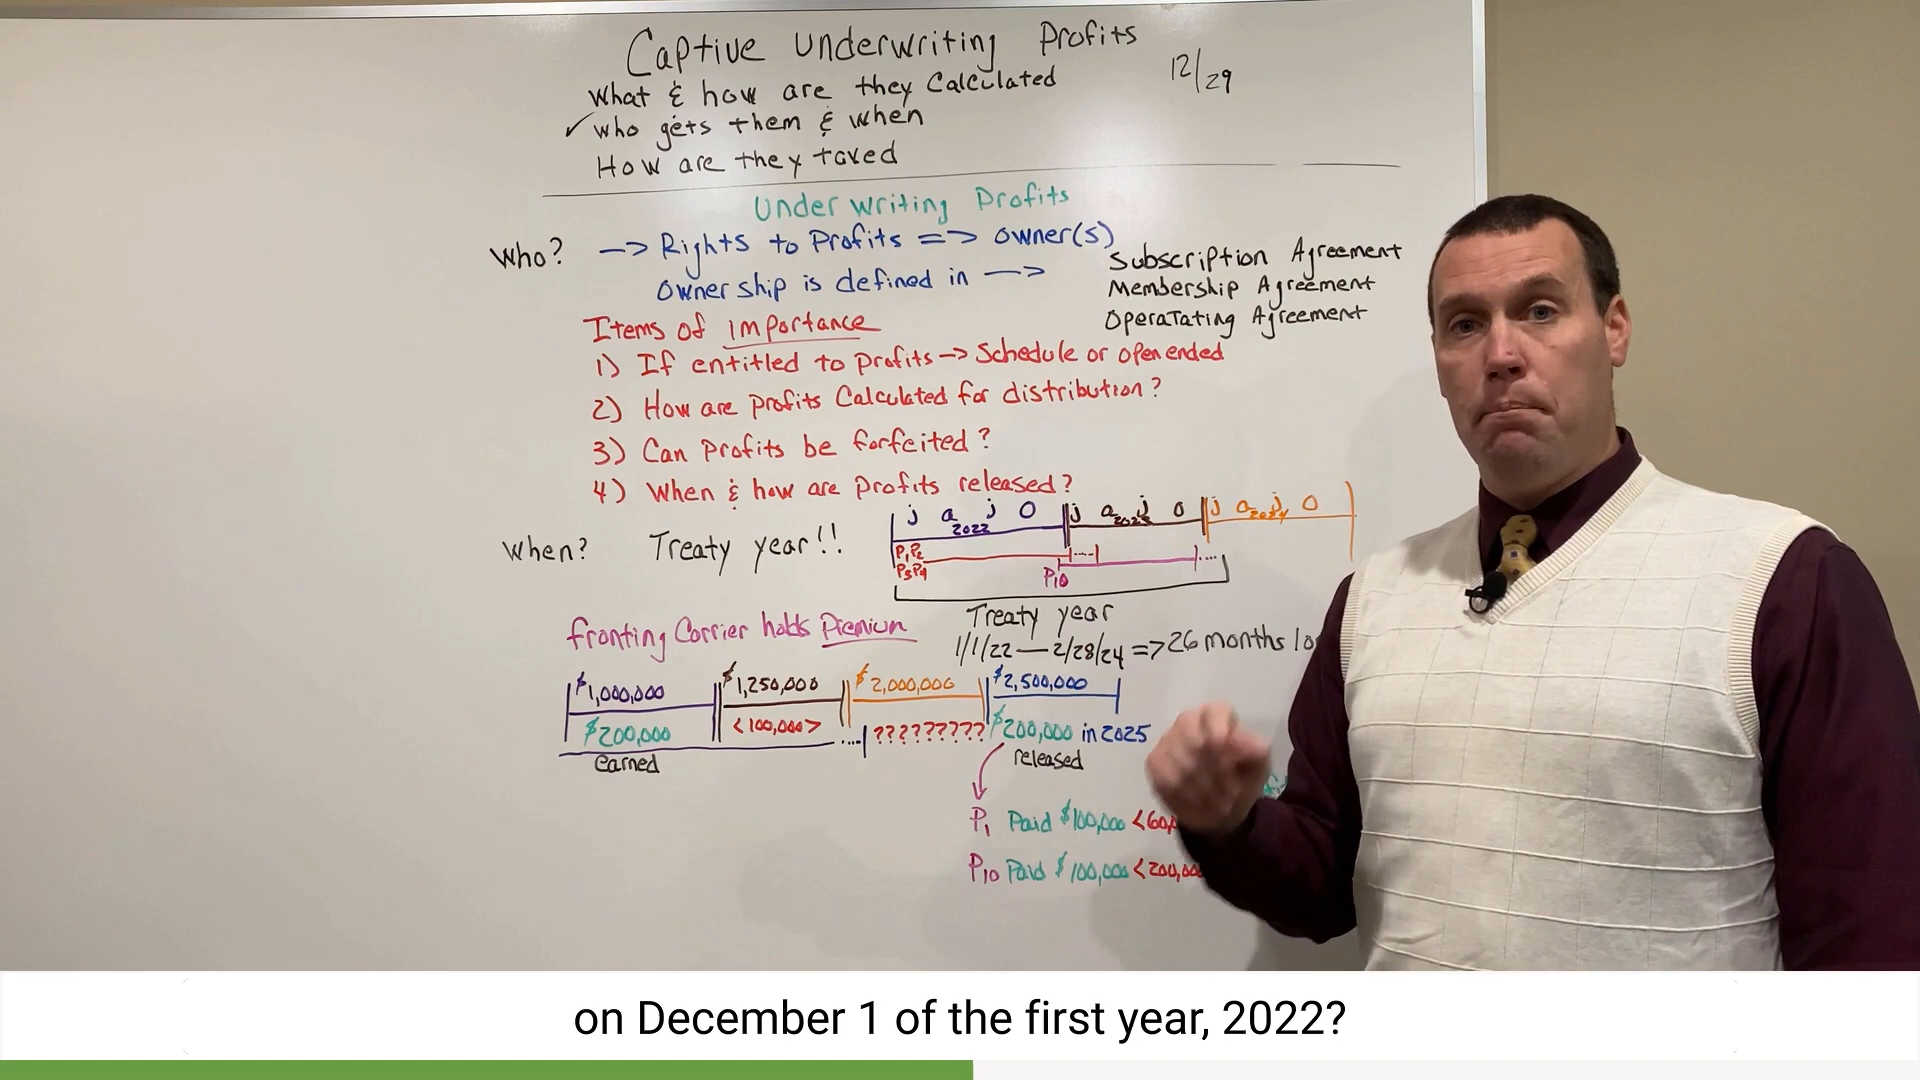 Captive Underwriting Profits
12/29
What & how are they Calculated
✓ who gets them & when
How are they taxed
Underwriting Profits
Who? --> Rights to Profits ==> owner(s)
Ownership is defined in -->
Subscription Agreement
Membership Agreement
OperaTating Agreement
Items of importance
1) If entitled to profits -> Schedule or open ended
2) How are profits Calculated for distribution?
3) Can Profits be forfeited?
4) When & how are Profits released?
j a j O j a j O j a j O
2022 2023 2024
When? Treaty year!!
P1P2
P3P4
P10
Treaty year
1/1/22 — 2/28/24 => 26 months lo
fronting Carrier holds Premium
$1,000,000 $1,250,000 $2,000,000 $2,500,000
$200,000 <100,000> ????????? $200,000 in 2025
earned
released
P1 Paid $100,000 <60,0
P10 Paid $100,000 <200,000
on December 1 of the first year, 2022?